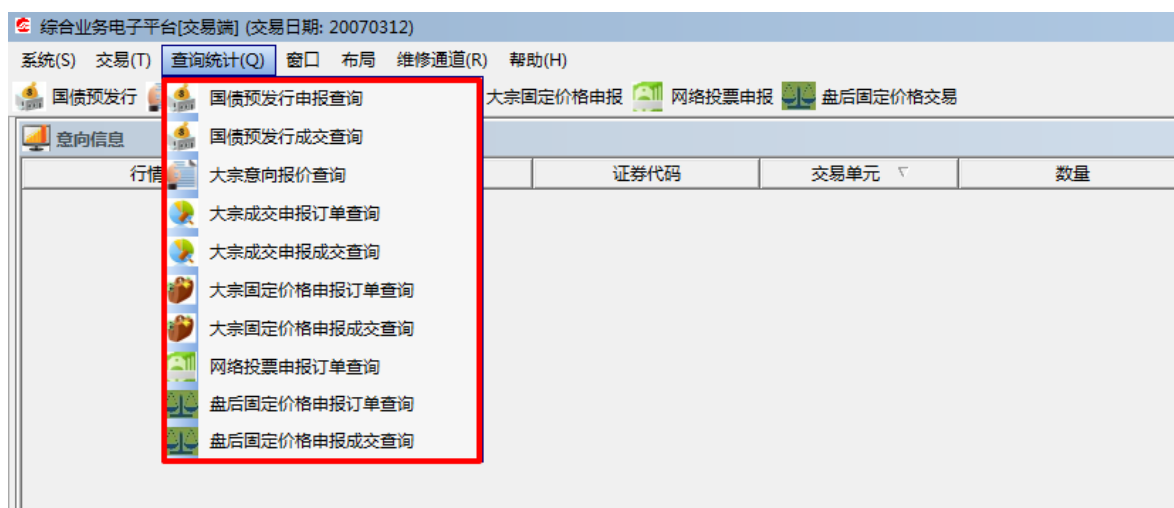 综合业务电子平台[交易端] (交易日期: 20070312)
系统(S) 交易(T) 查询统计(Q) 窗口 布局 维修通道(R) 帮助(H)
国债预发行 大宗固定价格申报 网络投票申报 盘后固定价格交易
意向信息
行情 证券代码 交易单元 数量
国债预发行申报查询
国债预发行成交查询
大宗意向报价查询
大宗成交申报订单查询
大宗成交申报成交查询
大宗固定价格申报订单查询
大宗固定价格申报成交查询
网络投票申报订单查询
盘后固定价格申报订单查询
盘后固定价格申报成交查询